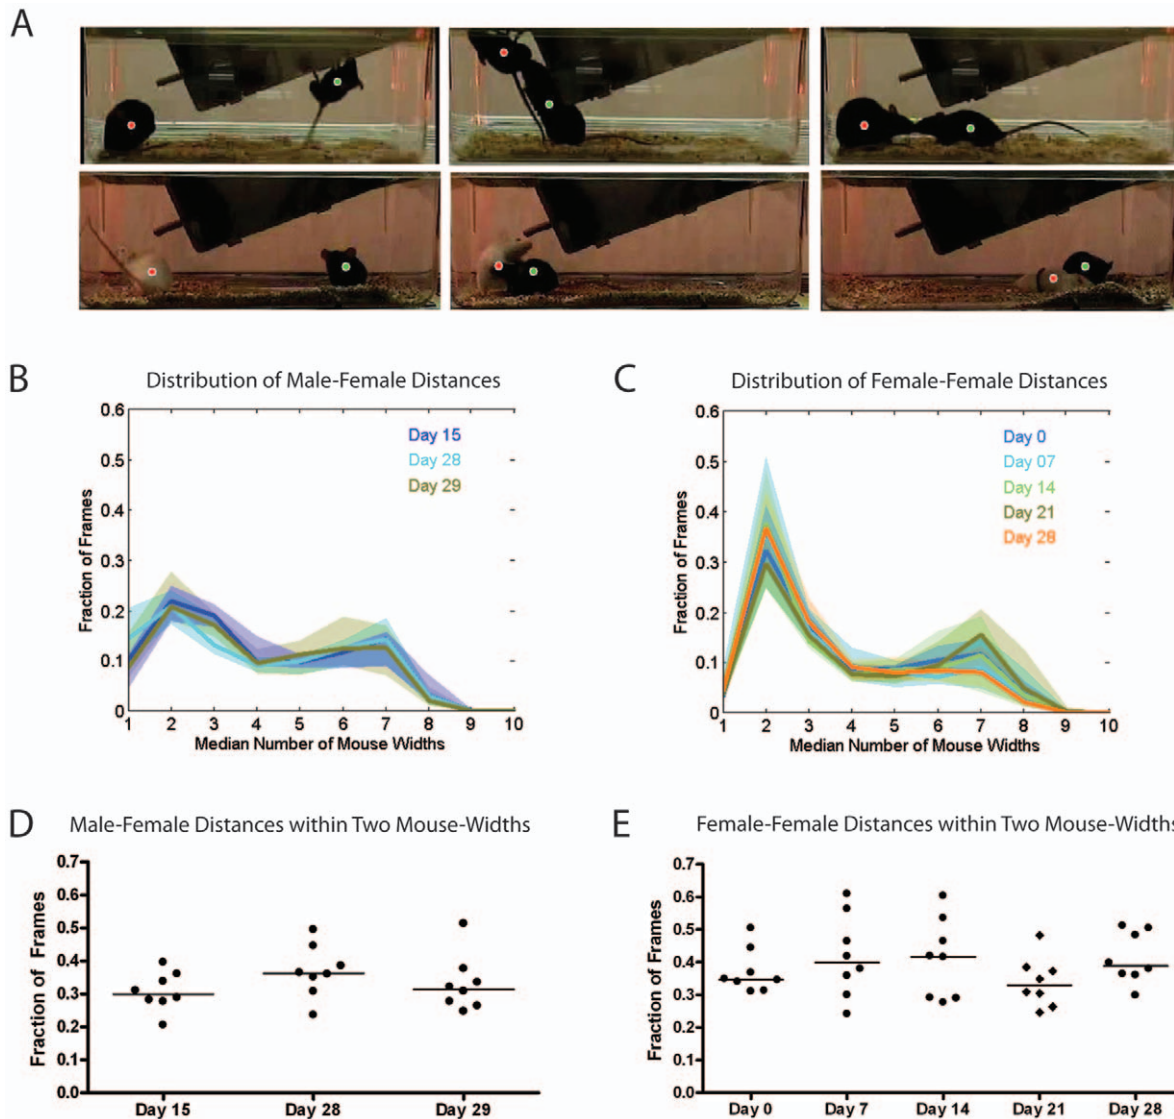 A
B
Distribution of Male-Female Distances
Fraction of Frames
0.6
0.5
0.4
0.3
0.2
0.1
0
Day 15
Day 28
Day 29
1 2 3 4 5 6 7 8 9 10
Median Number of Mouse Widths
C
Distribution of Female-Female Distances
Fraction of Frames
0.6
0.5
0.4
0.3
0.2
0.1
0
Day 0
Day 07
Day 14
Day 21
Day 28
1 2 3 4 5 6 7 8 9 10
Median Number of Mouse Widths
D
Male-Female Distances within Two Mouse-Widths
Fraction of Frames
0.7
0.6
0.5
0.4
0.3
0.2
0.1
0.0
Day 15 Day 28 Day 29
E
Female-Female Distances within Two Mouse-Widths
Fraction of Frames
0.7
0.6
0.5
0.4
0.3
0.2
0.1
0.0
Day 0 Day 7 Day 14 Day 21 Day 28